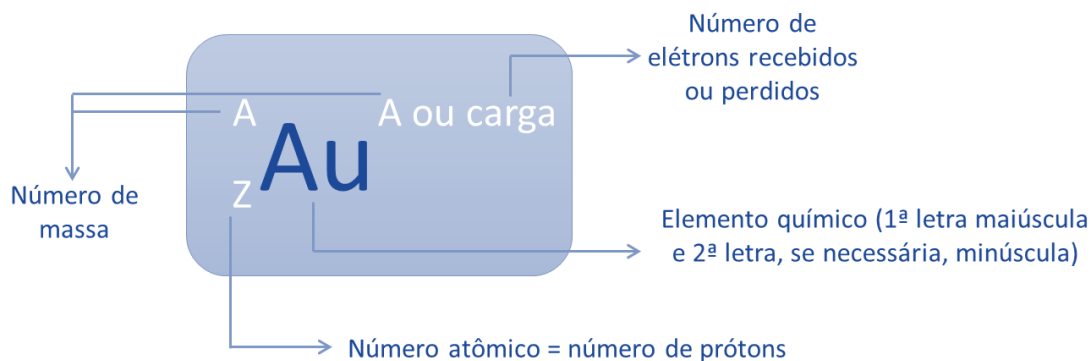 Número de
elétrons recebidos
ou perdidos
A
A ou carga
Au
Z
Número de
massa
Elemento químico (1ª letra maiúscula
e 2ª letra, se necessária, minúscula)
Número atômico = número de prótons